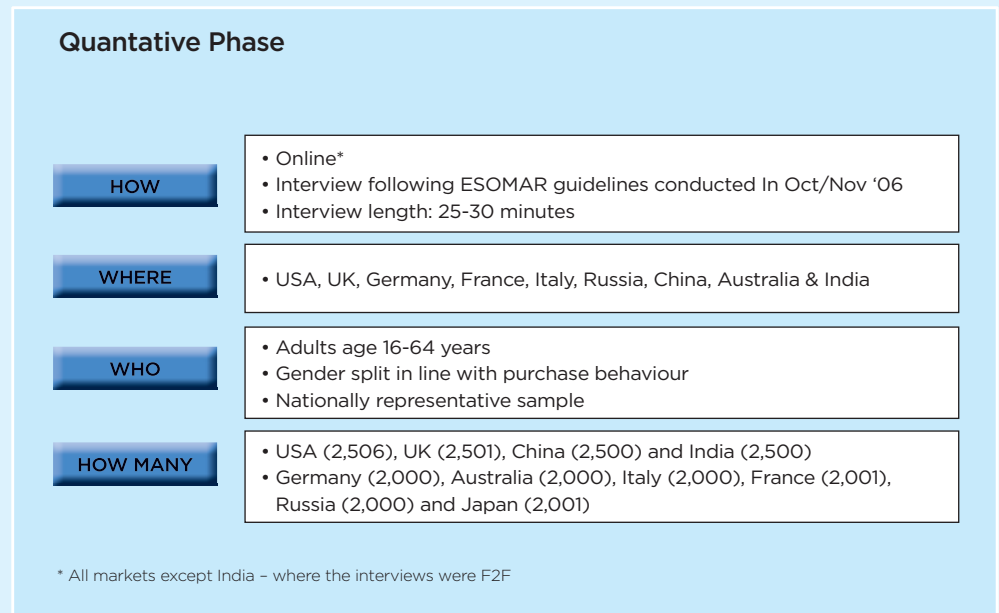 Quantative Phase
HOW
• Online*
• Interview following ESOMAR guidelines conducted In Oct/Nov ‘06
• Interview length: 25-30 minutes
WHERE
• USA, UK, Germany, France, Italy, Russia, China, Australia & India
WHO
• Adults age 16-64 years
• Gender split in line with purchase behaviour
• Nationally representative sample
HOW MANY
• USA (2,506), UK (2,501), China (2,500) and India (2,500)
• Germany (2,000), Australia (2,000), Italy (2,000), France (2,001),
Russia (2,000) and Japan (2,001)
* All markets except India – where the interviews were F2F